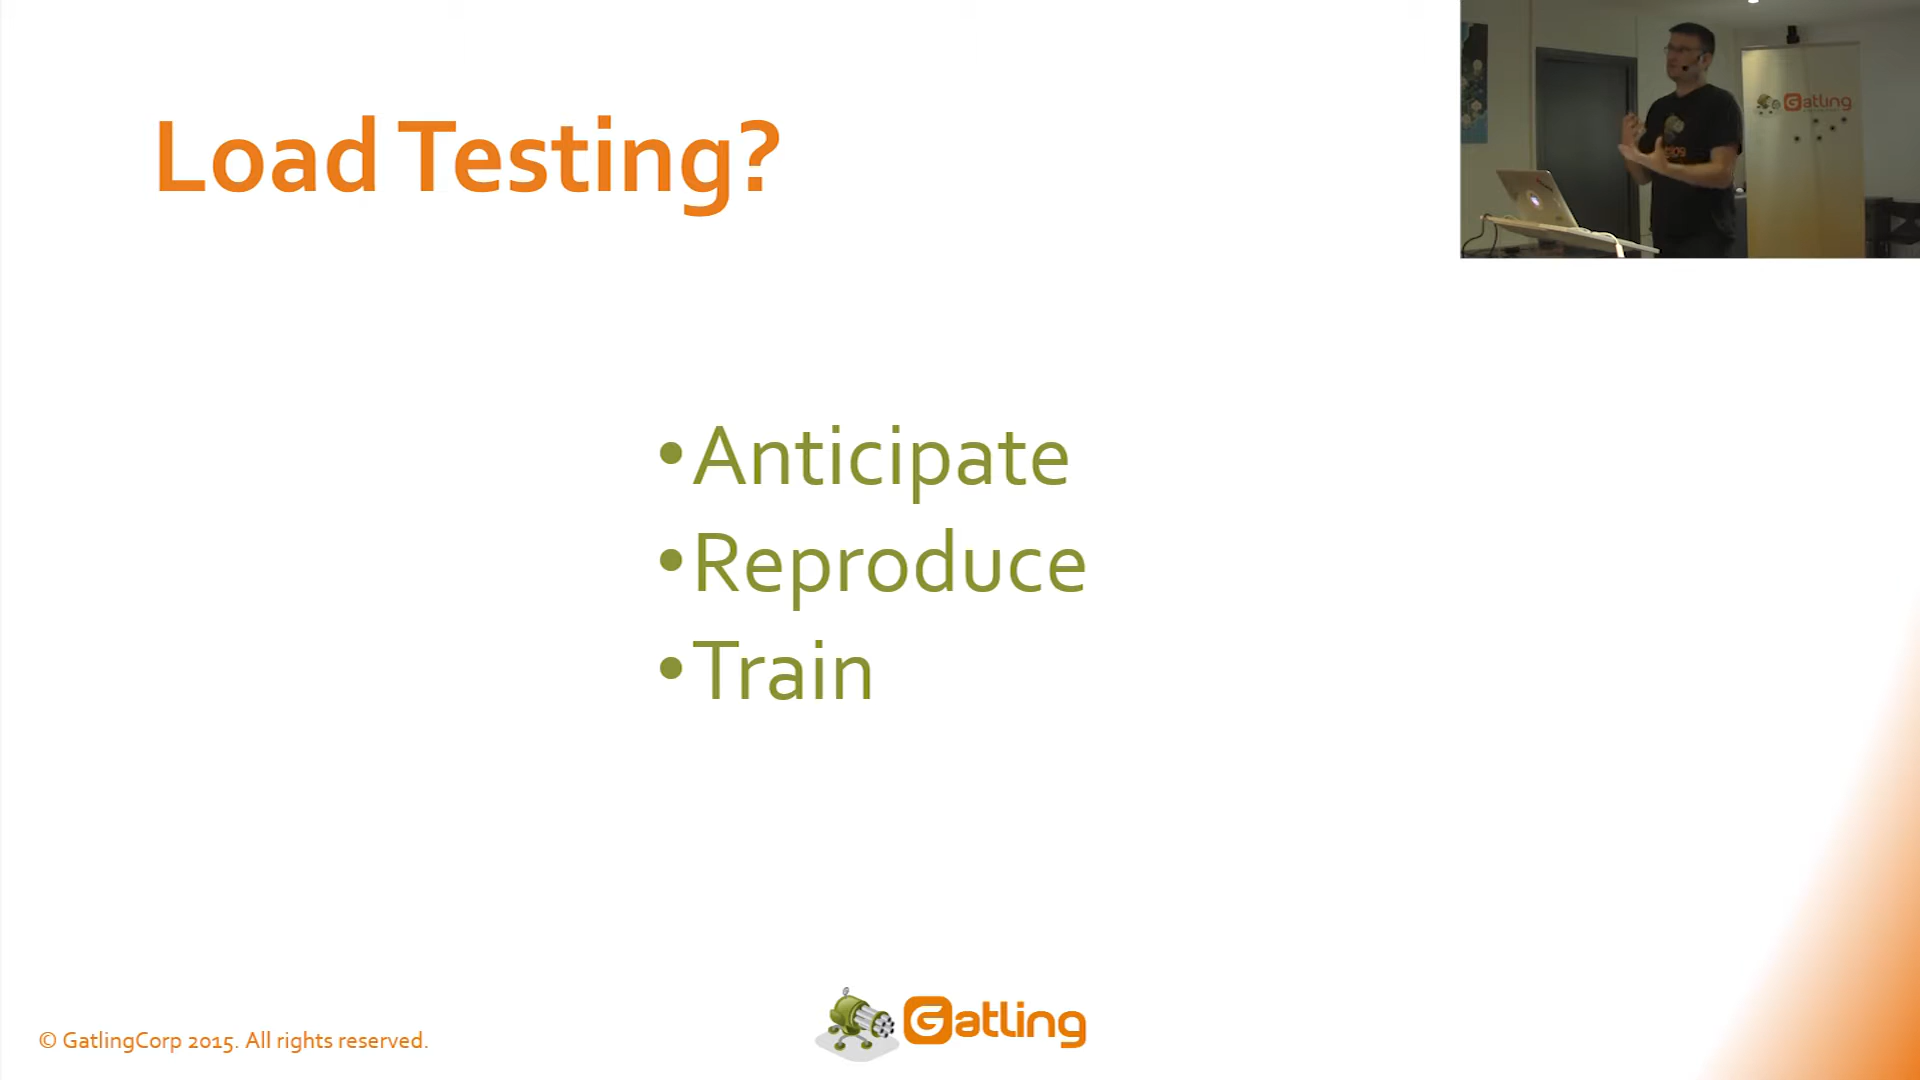 Load Testing?
Gatling
•Anticipate
•Reproduce
•Train
© GatlingCorp 2015. All rights reserved.
Gatling